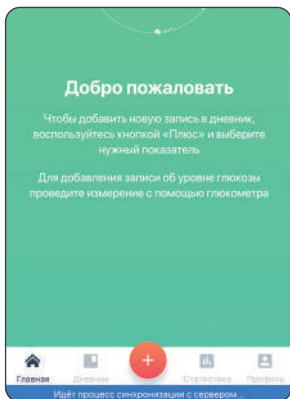 Добро пожаловать
Чтобы добавить новую запись в дневник,
воспользуйтесь кнопкой «Плюс» и выберите
нужный показатель
Для добавления записи об уровне глюкозы
проведите измерение с помощью глюкометра
Главная Дневник + Статистика Профиль
Идёт процесс синхронизации с сервером...